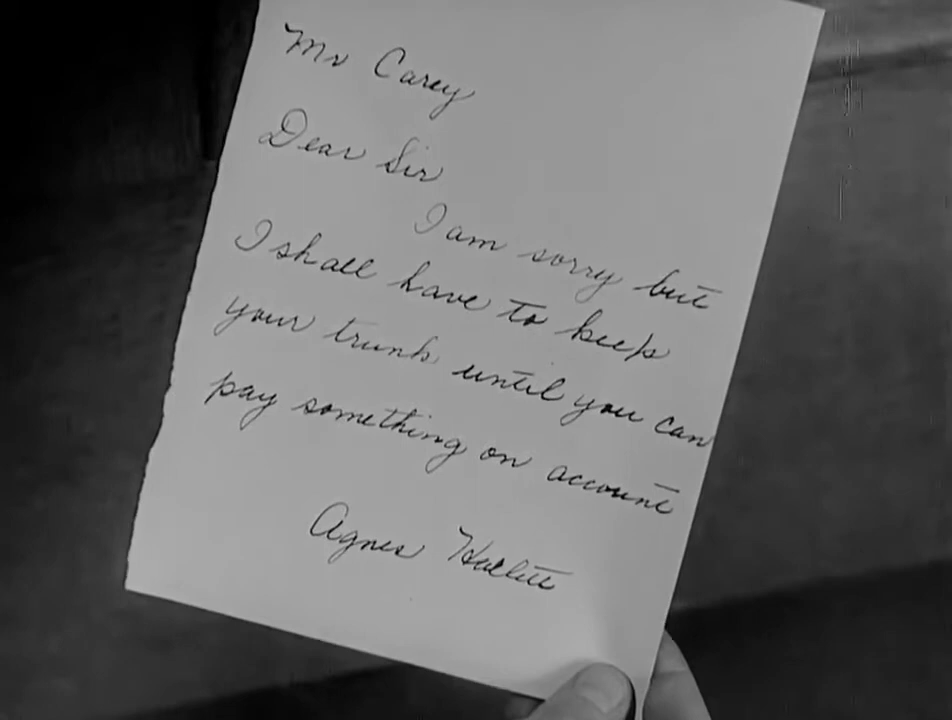 Mr Carey
Dear Sir
I am sorry but
I shall have to keep
your trunk until you can
pay something on account
Agnes